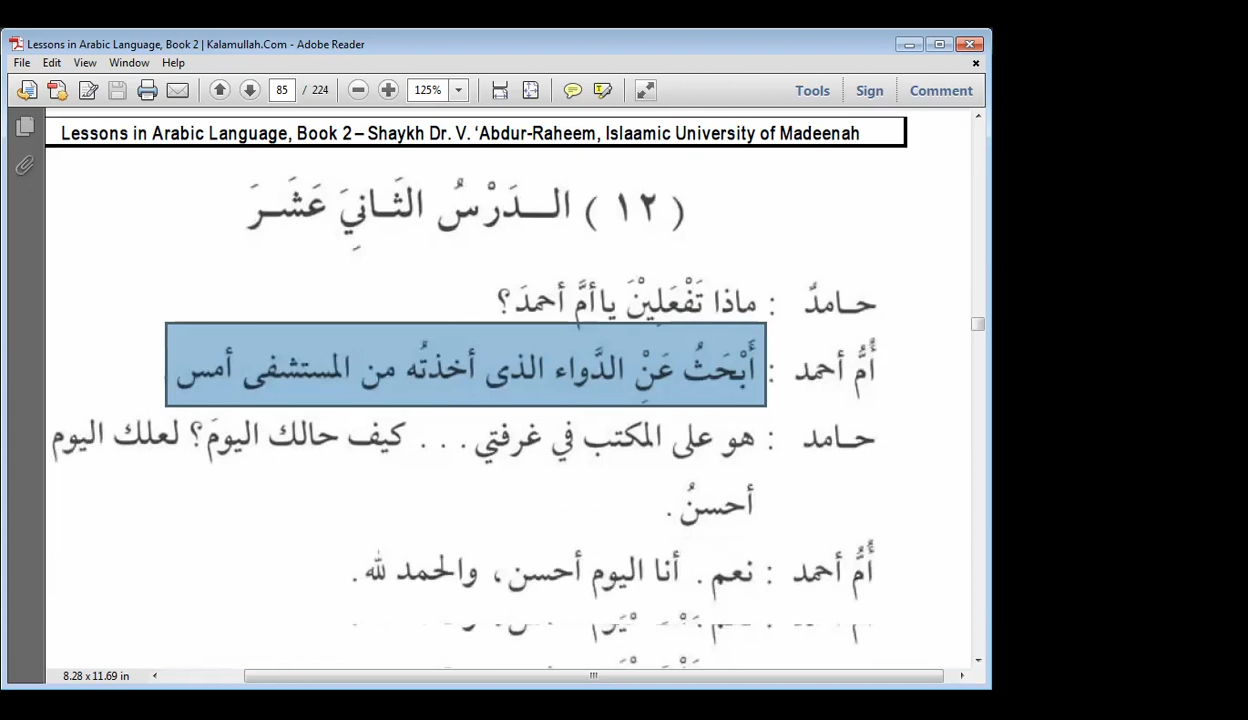 Lessons in Arabic Language, Book 2 | Kalamullah.Com - Adobe Reader
File Edit View Window Help
85 / 224 125% Tools Sign Comment
Lessons in Arabic Language, Book 2 – Shaykh Dr. V. ‘Abdur-Raheem, Islaamic University of Madeenah
( ١٢ ) الـــدَرْسُ الثَـانِيَ عَشَـرَ
حـامدٌ : ماذا تَفْعَلِيْنَ ياأمَّ أحمدَ؟
أُمُّ أحمد : أَبْحَثُ عَنْ الدَّواء الذى أخذتُه من المستشفى أمس
حـامد : هو على المكتب في غرفتي . . . كيف حالك اليومَ؟ لعلك اليوم
أحسنُ .
أُمُّ أحمد : نعم . أنا اليوم أحسن، والحمد لله .
8.28 x 11.69 in